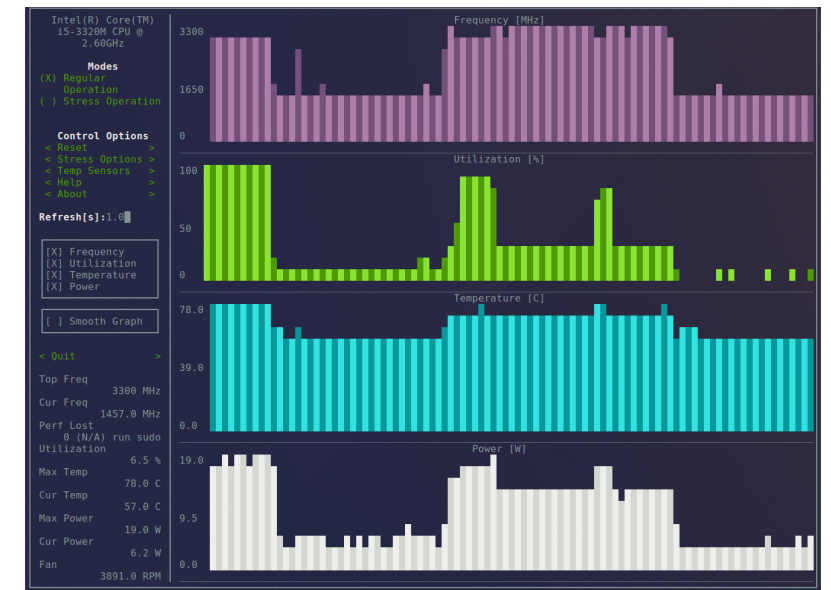 Intel(R) Core(TM)
i5-3320M CPU @
2.60GHz
Modes
(X) Regular
Operation
( ) Stress Operation
Control Options
< Reset >
< Stress Options >
< Temp Sensors >
< Help >
< About >
Refresh[s]:1.0
[X] Frequency
[X] Utilization
[X] Temperature
[X] Power
[ ] Smooth Graph
< Quit >
Top Freq
3300 MHz
Cur Freq
1457.0 MHz
Perf Lost
0 (N/A) run sudo
Utilization
6.5 %
Max Temp
78.0 C
Cur Temp
57.0 C
Max Power
19.0 W
Cur Power
6.2 W
Fan
3891.0 RPM
Frequency [MHz]
3300
1650
0
Utilization [%]
100
50
0
Temperature [C]
78.0
39.0
0.0
Power [W]
19.0
9.5
0.0